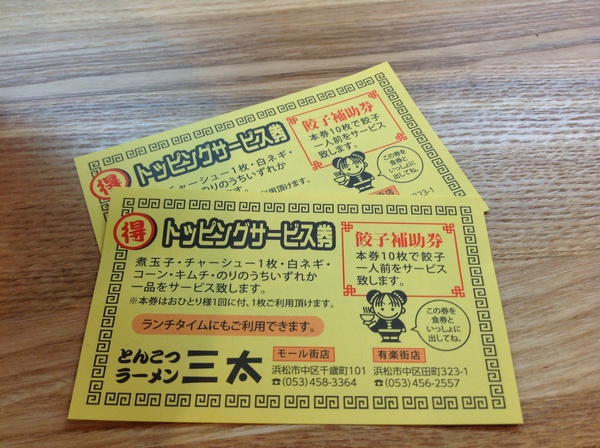 得 トッピングサービス券
チャーシュー1枚・白ネギ・
のりのうちいずれか
餃子補助券
本券10枚で餃子
一人前をサービス
致します。
この券を
食券と
いっしょに
出してね。
得 トッピングサービス券
煮玉子・チャーシュー1枚・白ネギ・
コーン・キムチ・のりのうちいずれか
一品をサービス致します。
※本券はおひとり様1回に付、1枚ご利用頂けます。
ランチタイムにもご利用できます。
餃子補助券
本券10枚で餃子
一人前をサービス
致します。
この券を
食券と
いっしょに
出してね。
とんこつ
ラーメン 三太
モール街店
浜松市中区千歳町101
☎(053)458-3364
有楽街店
浜松市中区田町323-1
☎(053)456-2557